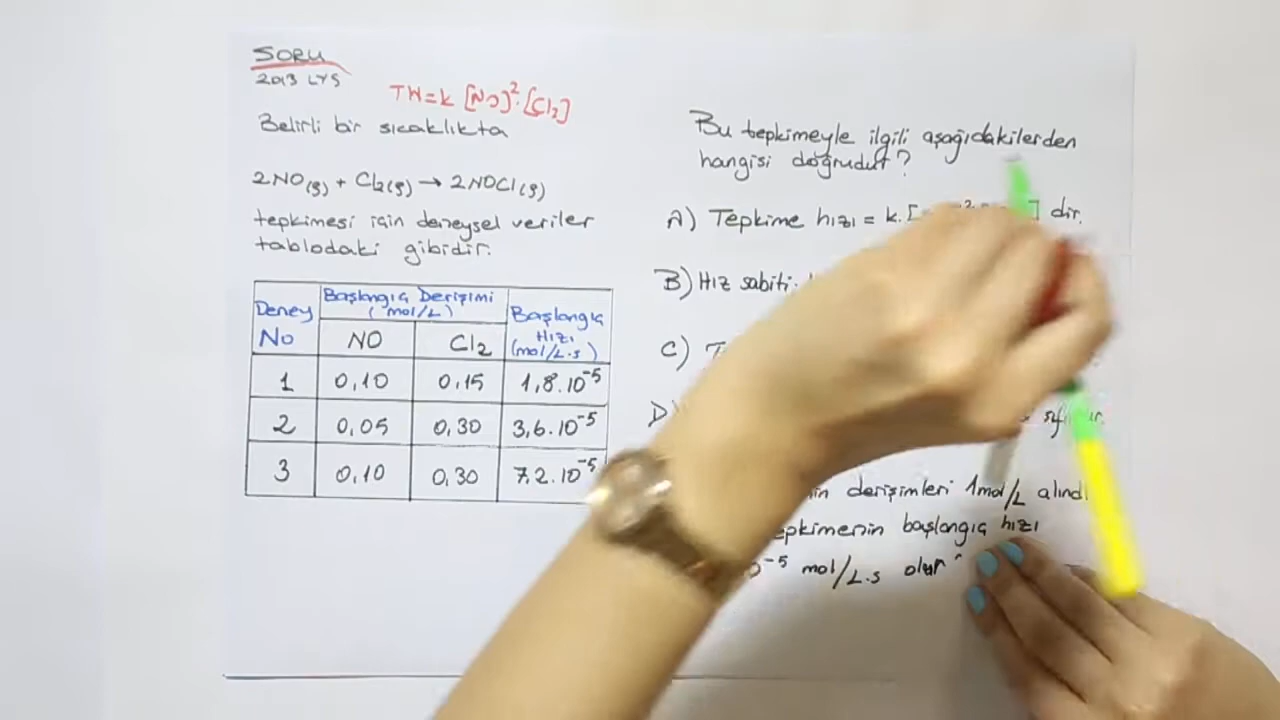 SORU
2013 LYS
TH=k [NO]². [Cl₂]
Belirli bir sıcaklıkta
2NO(g) + Cl₂(g) → 2NOCl(g)
tepkimesi için deneysel veriler
tablodaki gibidir.
Deney No | Başlangıç Derişimi (mol/L) | Başlangıç Hızı (mol/L.s)
NO | Cl₂
1 | 0,10 | 0,15 | 1,8.10⁻⁵
2 | 0,05 | 0,30 | 3,6.10⁻⁵
3 | 0,10 | 0,30 | 7,2.10⁻⁵
Bu tepkimeyle ilgili aşağıdakilerden
hangisi doğrudur?
A) Tepkime hızı = k. [ ] dir.
B) Hız sabiti
C)
D)
derişimleri 1mol/L
başlangıç hızı
⁻⁵ mol/L.s olur